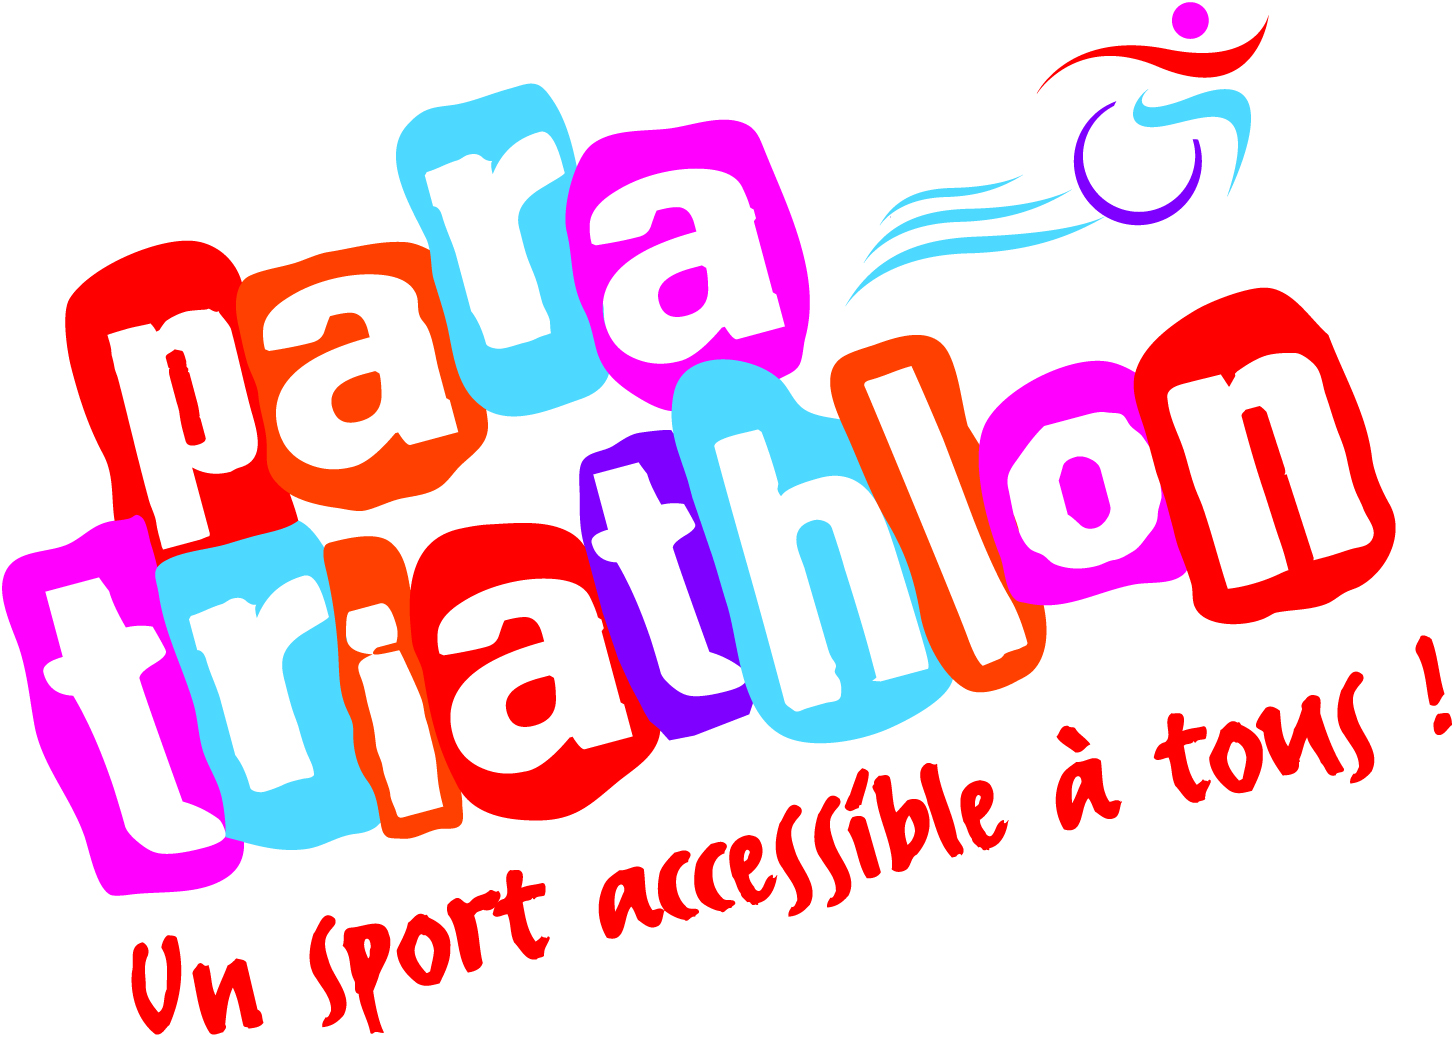 para
triathlon
Un sport accessible à tous !